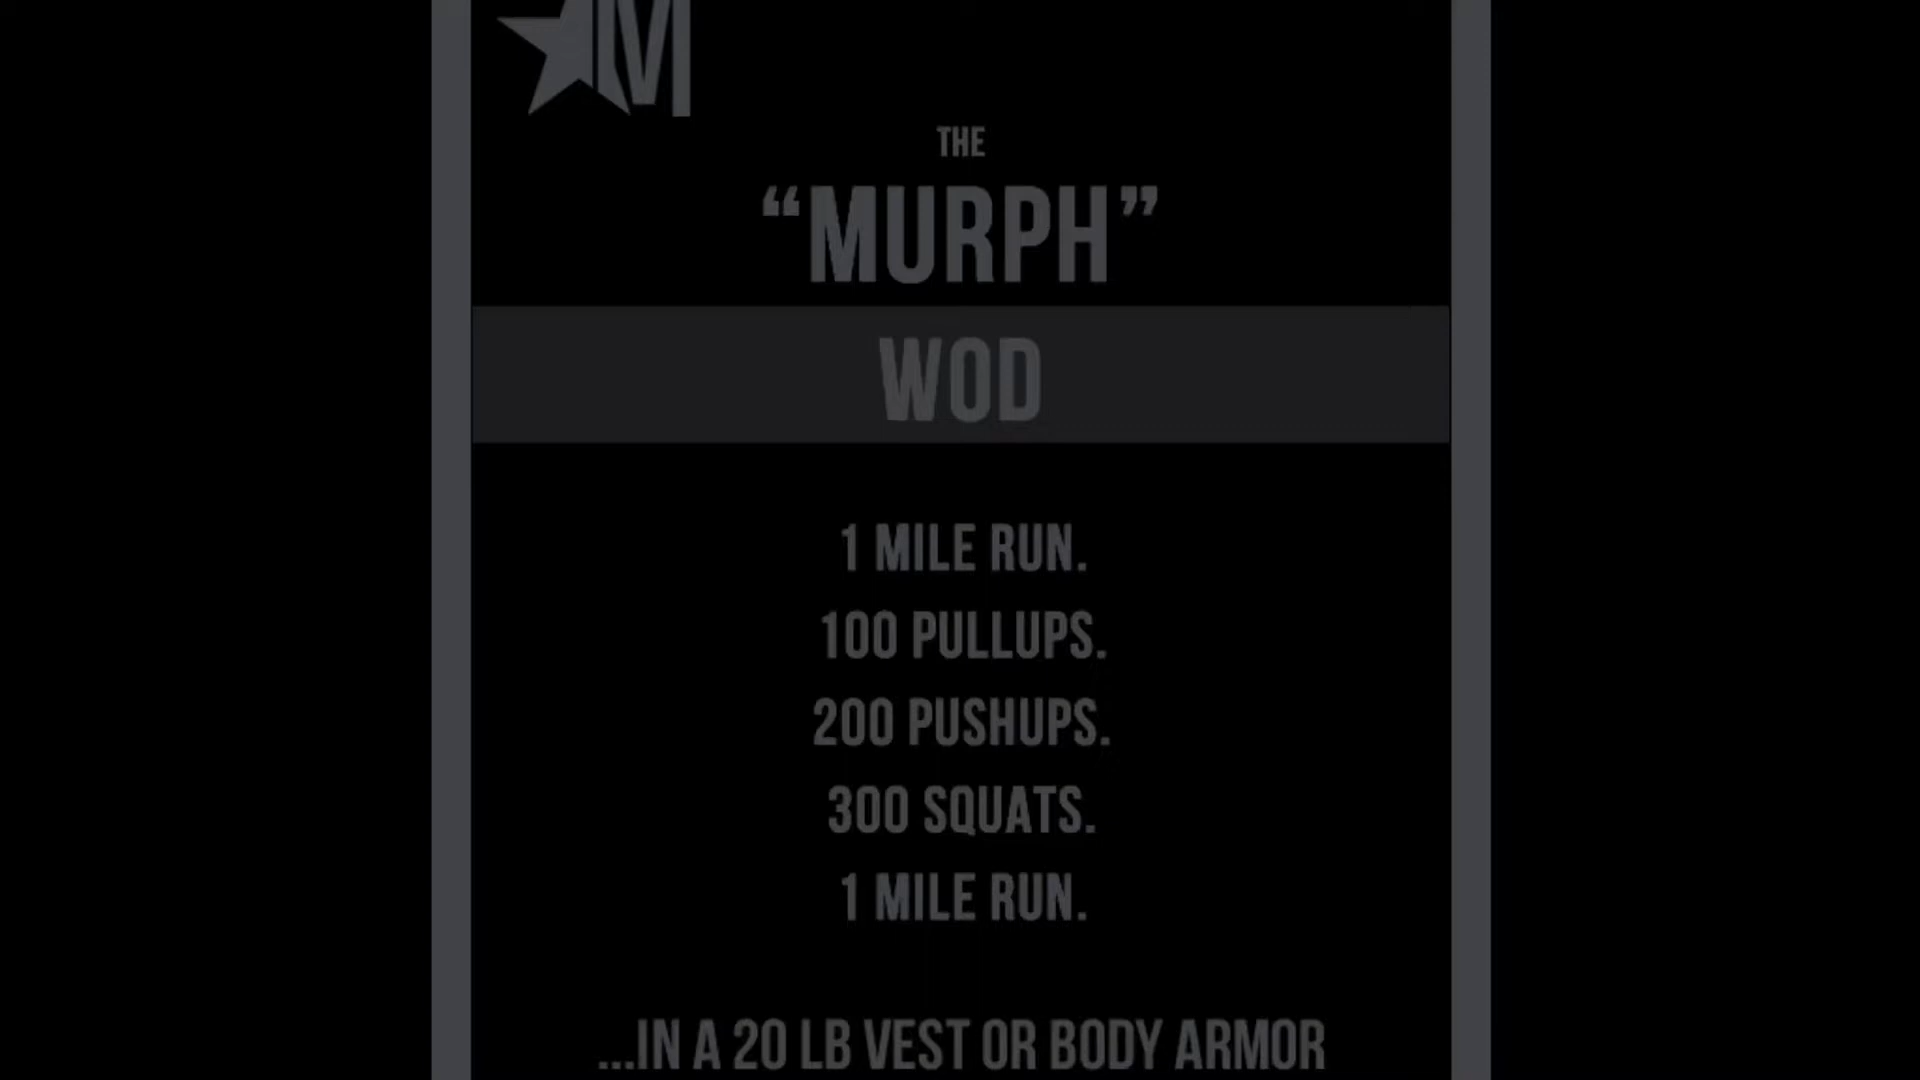 M
THE
“MURPH”
WOD
1 MILE RUN.
100 PULLUPS.
200 PUSHUPS.
300 SQUATS.
1 MILE RUN.
...IN A 20 LB VEST OR BODY ARMOR